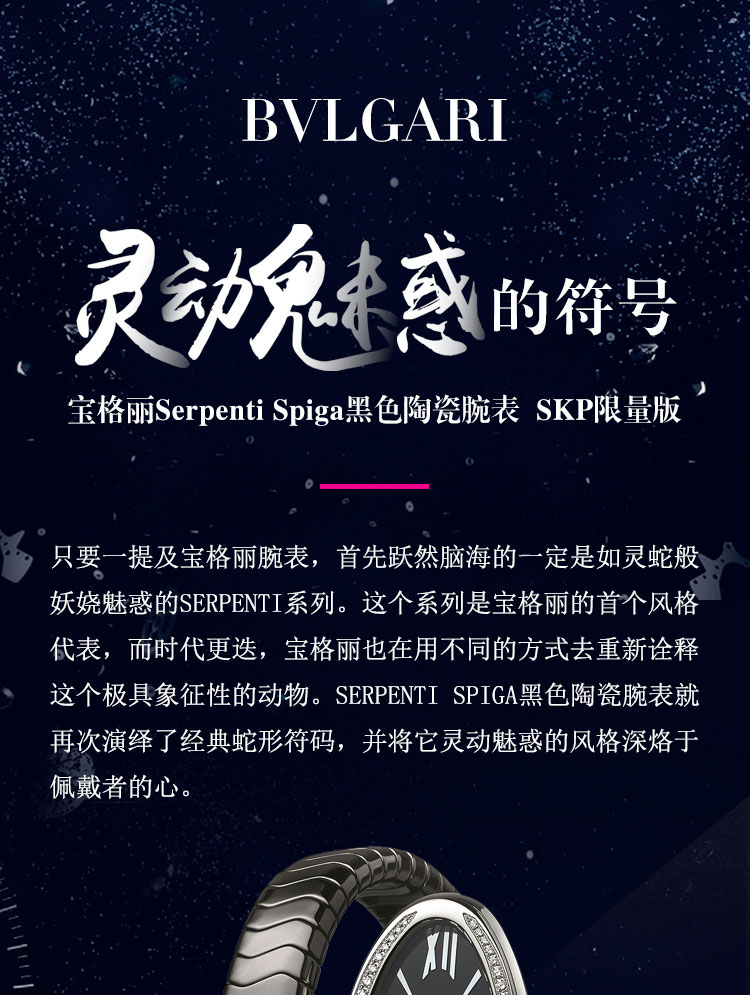 BVLGARI
灵动魅惑的符号
宝格丽Serpenti Spiga黑色陶瓷腕表 SKP限量版
只要一提及宝格丽腕表，首先跃然脑海的一定是如灵蛇般
妖娆魅惑的SERPENTI系列。这个系列是宝格丽的首个风格
代表，而时代更迭，宝格丽也在用不同的方式去重新诠释
这个极具象征性的动物。SERPENTI SPIGA黑色陶瓷腕表就
再次演绎了经典蛇形符码，并将它灵动魅惑的风格深烙于
佩戴者的心。
XII